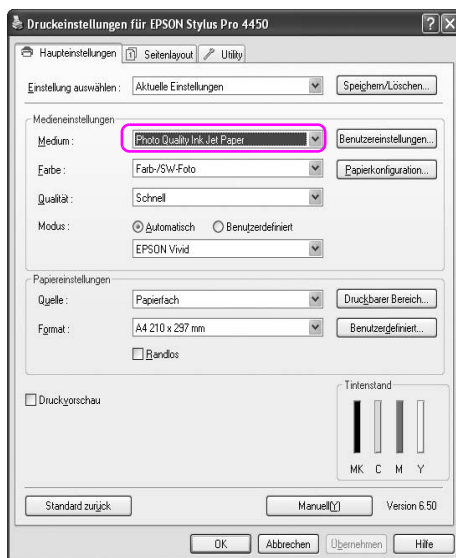 Druckeinstellungen für EPSON Stylus Pro 4450
Haupteinstellungen Seitenlayout Utility
Einstellung auswählen : Aktuelle Einstellungen Speichern/Löschen...
Medieneinstellungen
Medium : Photo Quality Ink Jet Paper Benutzereinstellungen...
Farbe : Farb-/SW-Foto Papierkonfiguration...
Qualität : Schnell
Modus : Automatisch Benutzerdefiniert
EPSON Vivid
Papiereinstellungen
Quelle : Papierfach Druckbarer Bereich...
Format : A4 210 x 297 mm Benutzerdefiniert...
Randlos
Druckvorschau
Tintenstand
MK C M Y
Standard zurück Manuell(Y) Version 6.50
OK Abbrechen Übernehmen Hilfe